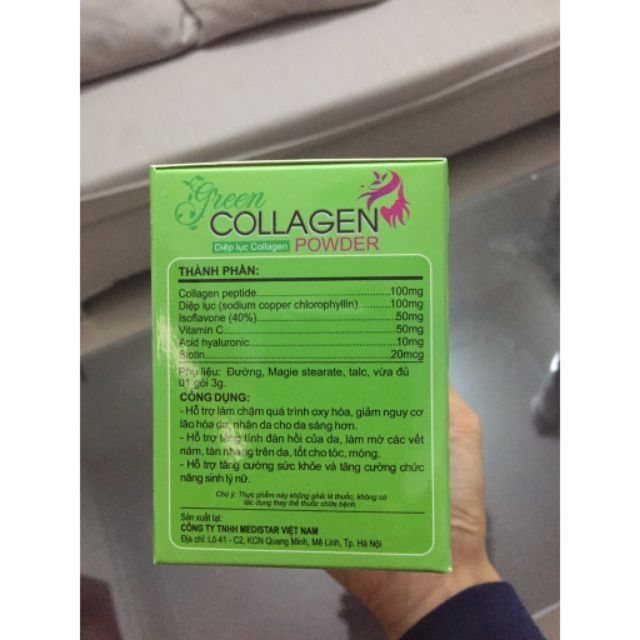 Green
COLLAGEN
Diệp lục Collagen POWDER
THÀNH PHẦN:
Collagen peptide..............................100mg
Diệp lục (sodium copper chlorophyllin)..........100mg
Isoflavone (40%)..............................50mg
Vitamin C..............................50mg
Acid hyaluronic..............................10mg
Biotin..............................20mcg
Phụ liệu: Đường, Magie stearate, talc, vừa đủ
01 gói 3g.
CÔNG DỤNG:
- Hỗ trợ làm chậm quá trình oxy hóa, giảm nguy cơ
lão hóa da, nhân da cho da sáng hơn.
- Hỗ trợ tăng tính đàn hồi của da, làm mờ các vết
nám, tàn nhang trên da, tốt cho tóc, móng.
- Hỗ trợ tăng cường sức khỏe và tăng cường chức
năng sinh lý nữ.
Chú ý: Thực phẩm này không phải là thuốc, không có
tác dụng thay thế thuốc chữa bệnh.
Sản xuất tại:
CÔNG TY TNHH MEDISTAR VIỆT NAM
Địa chỉ: Lô 41 - C2, KCN Quang Minh, Mê Linh, Tp. Hà Nội